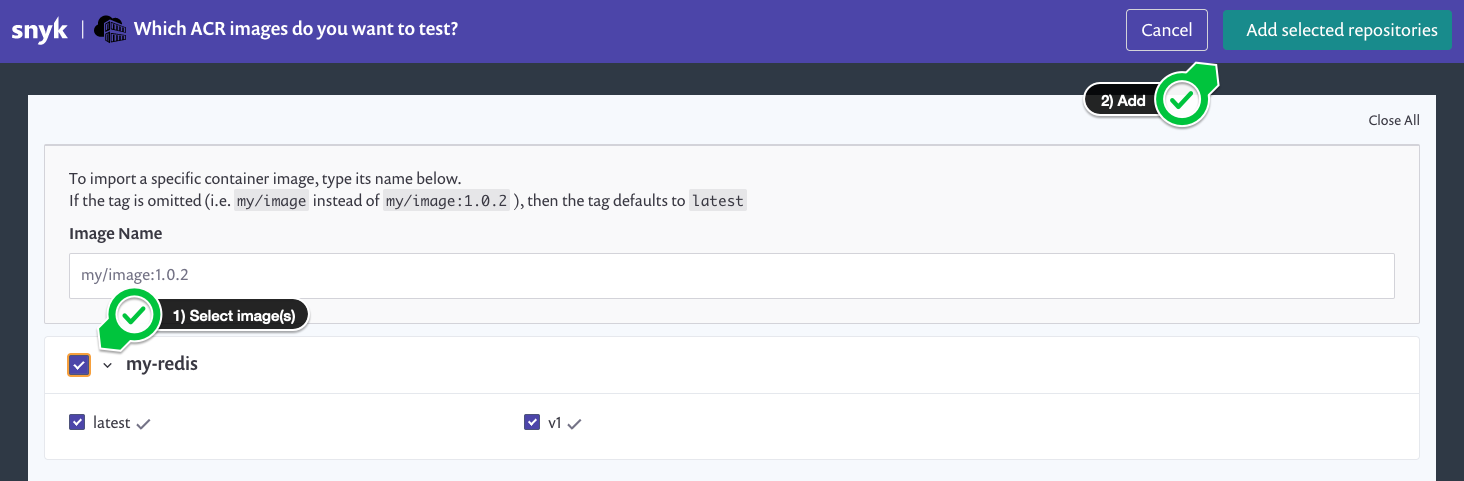 snyk | Which ACR images do you want to test?
Cancel
Add selected repositories
2) Add
Close All
To import a specific container image, type its name below.
If the tag is omitted (i.e. my/image instead of my/image:1.0.2 ), then the tag defaults to latest
Image Name
my/image:1.0.2
1) Select image(s)
my-redis
latest
v1